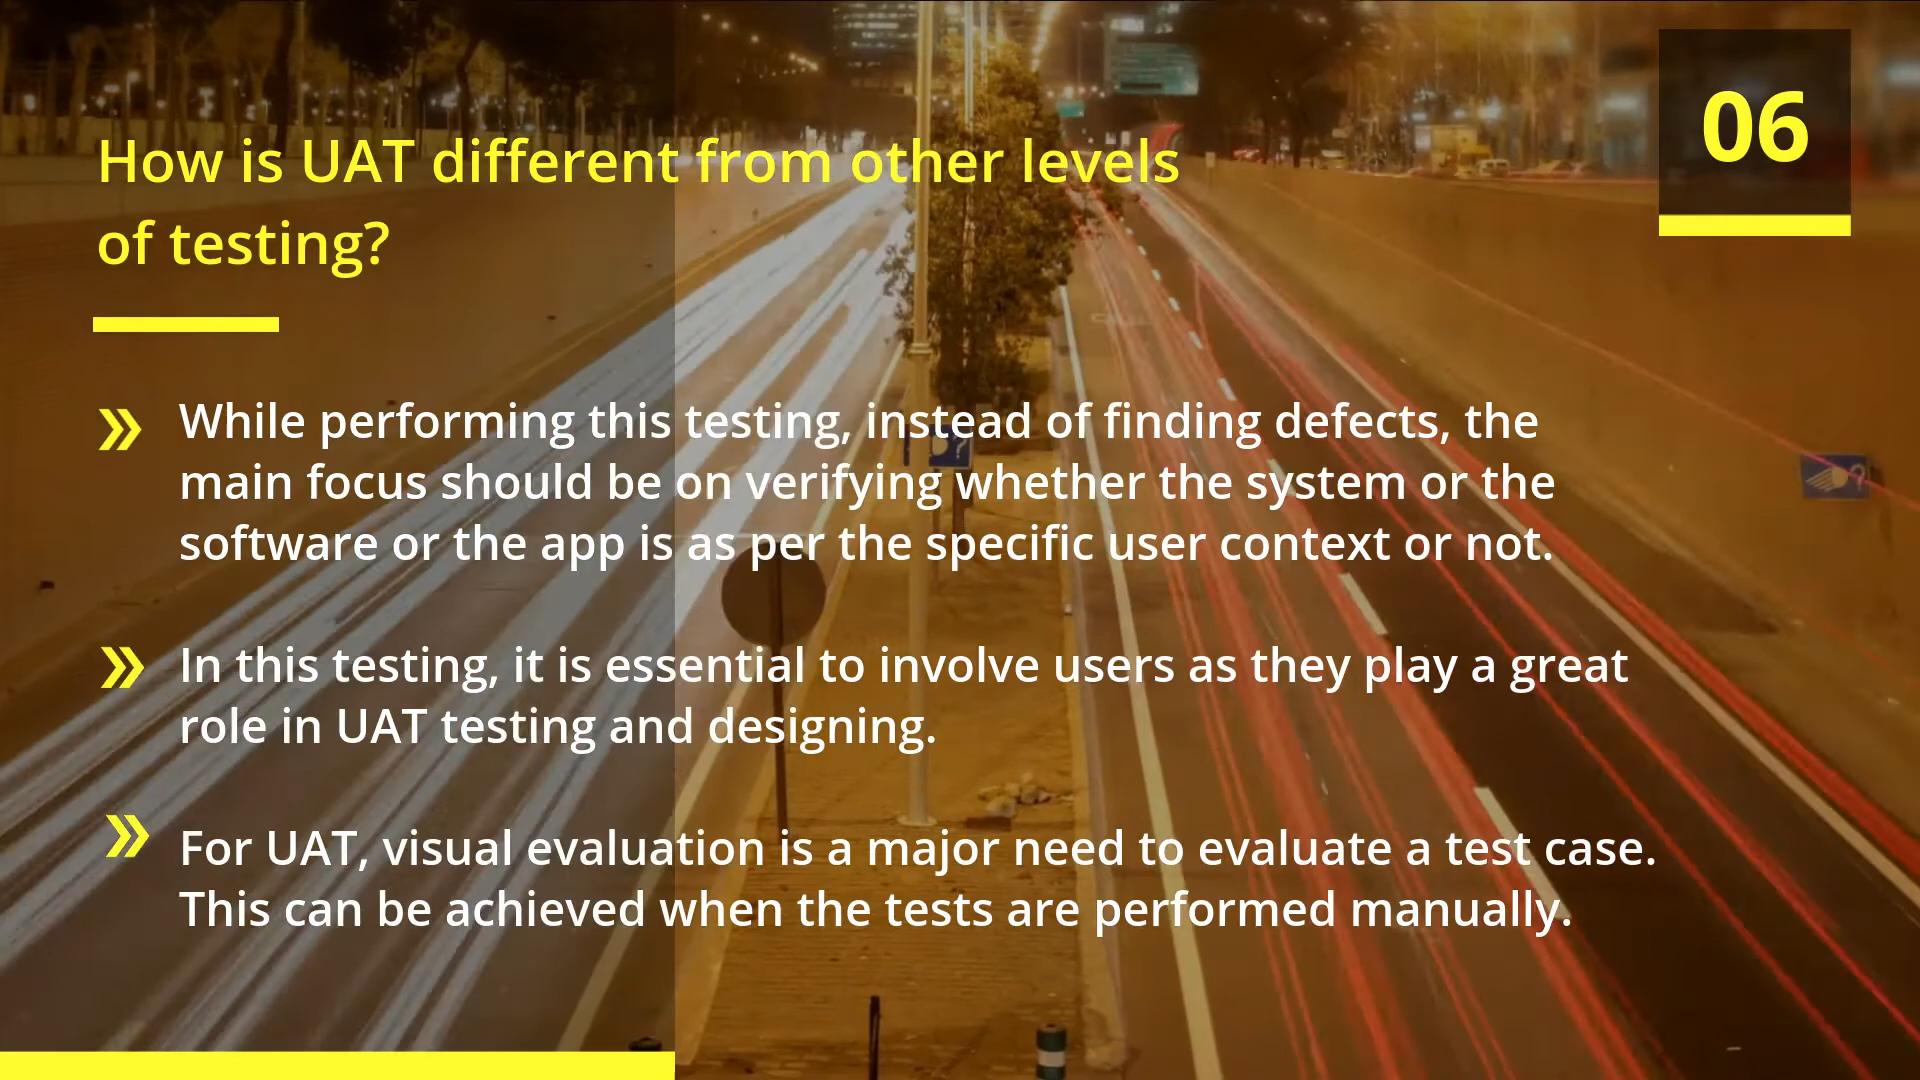 06
How is UAT different from other levels
of testing?
While performing this testing, instead of finding defects, the
main focus should be on verifying whether the system or the
software or the app is as per the specific user context or not.
In this testing, it is essential to involve users as they play a great
role in UAT testing and designing.
For UAT, visual evaluation is a major need to evaluate a test case.
This can be achieved when the tests are performed manually.